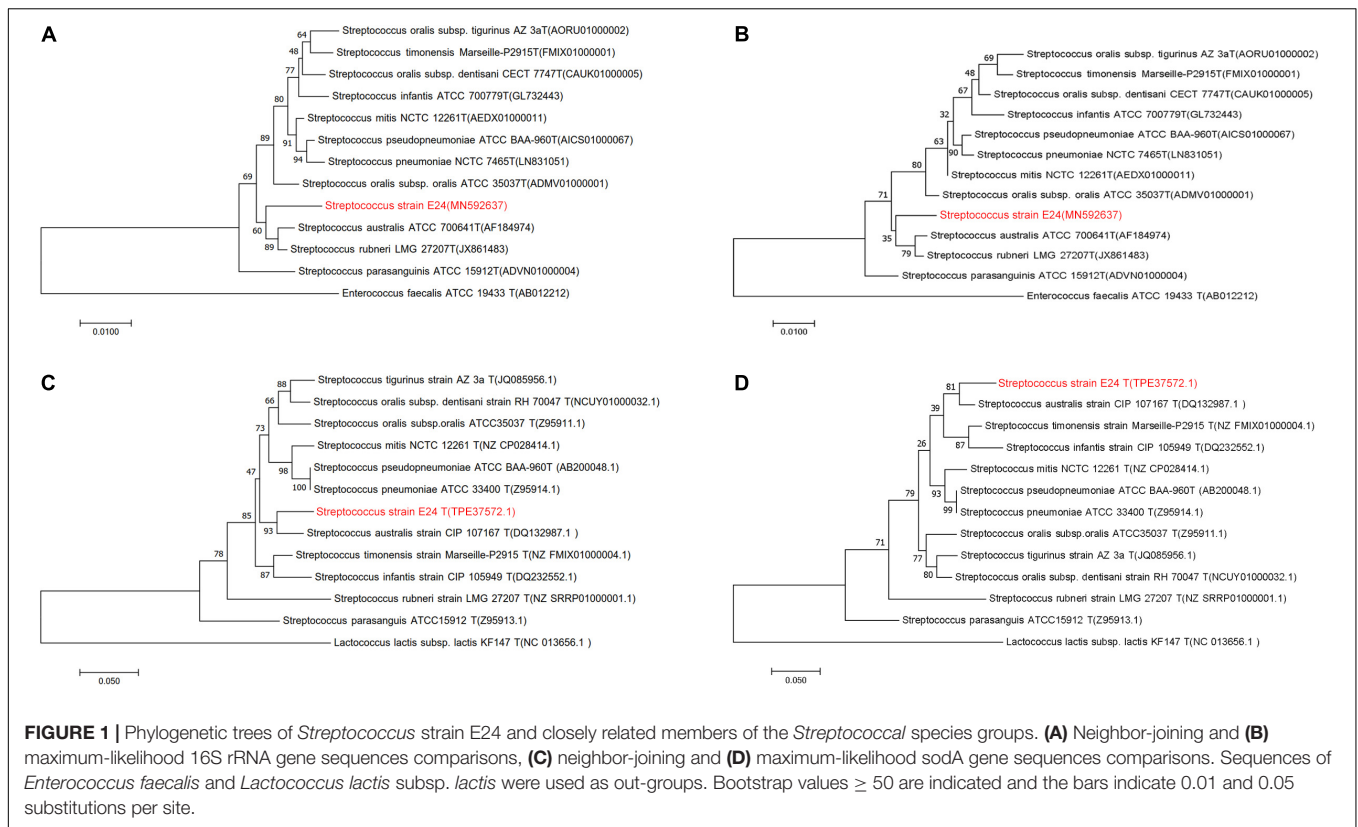 A
64
Streptococcus oralis subsp. tigurinus AZ 3aT(AORU01000002)
48
Streptococcus timonensis Marseille-P2915T(FMIX01000001)
77
Streptococcus oralis subsp. dentisani CECT 7747T(CAUK01000005)
Streptococcus infantis ATCC 700779T(GL732443)
80
Streptococcus mitis NCTC 12261T(AEDX01000011)
91
Streptococcus pseudopneumoniae ATCC BAA-960T(AICS01000067)
94
Streptococcus pneumoniae NCTC 7465T(LN831051)
89
Streptococcus oralis subsp. oralis ATCC 35037T(ADMV01000001)
69
Streptococcus strain E24(MN592637)
60
Streptococcus australis ATCC 700641T(AF184974)
89
Streptococcus rubneri LMG 27207T(JX861483)
Streptococcus parasanguinis ATCC 15912T(ADVN01000004)
Enterococcus faecalis ATCC 19433 T(AB012212)
0.0100
B
69
Streptococcus oralis subsp. tigurinus AZ 3aT(AORU01000002)
48
Streptococcus timonensis Marseille-P2915T(FMIX01000001)
67
Streptococcus oralis subsp. dentisani CECT 7747T(CAUK01000005)
Streptococcus infantis ATCC 700779T(GL732443)
32
Streptococcus pseudopneumoniae ATCC BAA-960T(AICS01000067)
63
90
Streptococcus pneumoniae NCTC 7465T(LN831051)
80
Streptococcus mitis NCTC 12261T(AEDX01000011)
Streptococcus oralis subsp. oralis ATCC 35037T(ADMV01000001)
71
Streptococcus strain E24(MN592637)
35
Streptococcus australis ATCC 700641T(AF184974)
79
Streptococcus rubneri LMG 27207T(JX861483)
Streptococcus parasanguinis ATCC 15912T(ADVN01000004)
Enterococcus faecalis ATCC 19433 T(AB012212)
0.0100
C
88
Streptococcus tigurinus strain AZ 3a T(JQ085956.1)
66
Streptococcus oralis subsp. dentisani strain RH 70047 T(NCUY01000032.1)
73
Streptococcus oralis subsp.oralis ATCC35037 T(Z95911.1)
Streptococcus mitis NCTC 12261 T(NZ CP028414.1)
98
Streptococcus pseudopneumoniae ATCC BAA-960T (AB200048.1)
47
100
Streptococcus pneumoniae ATCC 33400 T(Z95914.1)
85
Streptococcus strain E24 T(TPE37572.1)
93
Streptococcus australis strain CIP 107167 T(DQ132987.1 )
78
Streptococcus timonensis strain Marseille-P2915 T(NZ FMIX01000004.1)
87
Streptococcus infantis strain CIP 105949 T(DQ232552.1)
Streptococcus rubneri strain LMG 27207 T(NZ SRRP01000001.1)
Streptococcus parasanguis ATCC15912 T(Z95913.1)
Lactococcus lactis subsp. lactis KF147 T(NC 013656.1 )
0.050
D
81
Streptococcus strain E24 T(TPE37572.1)
39
Streptococcus australis strain CIP 107167 T(DQ132987.1 )
Streptococcus timonensis strain Marseille-P2915 T(NZ FMIX01000004.1)
26
87
Streptococcus infantis strain CIP 105949 T(DQ232552.1)
Streptococcus mitis NCTC 12261 T(NZ CP028414.1)
79
93
Streptococcus pseudopneumoniae ATCC BAA-960T (AB200048.1)
99
Streptococcus pneumoniae ATCC 33400 T(Z95914.1)
71
Streptococcus oralis subsp.oralis ATCC35037 T(Z95911.1)
77
Streptococcus tigurinus strain AZ 3a T(JQ085956.1)
80
Streptococcus oralis subsp. dentisani strain RH 70047 T(NCUY01000032.1)
Streptococcus rubneri strain LMG 27207 T(NZ SRRP01000001.1)
Streptococcus parasanguis ATCC15912 T(Z95913.1)
Lactococcus lactis subsp. lactis KF147 T(NC 013656.1 )
0.050
FIGURE 1 | Phylogenetic trees of Streptococcus strain E24 and closely related members of the Streptococcal species groups. (A) Neighbor-joining and (B)
maximum-likelihood 16S rRNA gene sequences comparisons, (C) neighbor-joining and (D) maximum-likelihood sodA gene sequences comparisons. Sequences of
Enterococcus faecalis and Lactococcus lactis subsp. lactis were used as out-groups. Bootstrap values ≥ 50 are indicated and the bars indicate 0.01 and 0.05
substitutions per site.